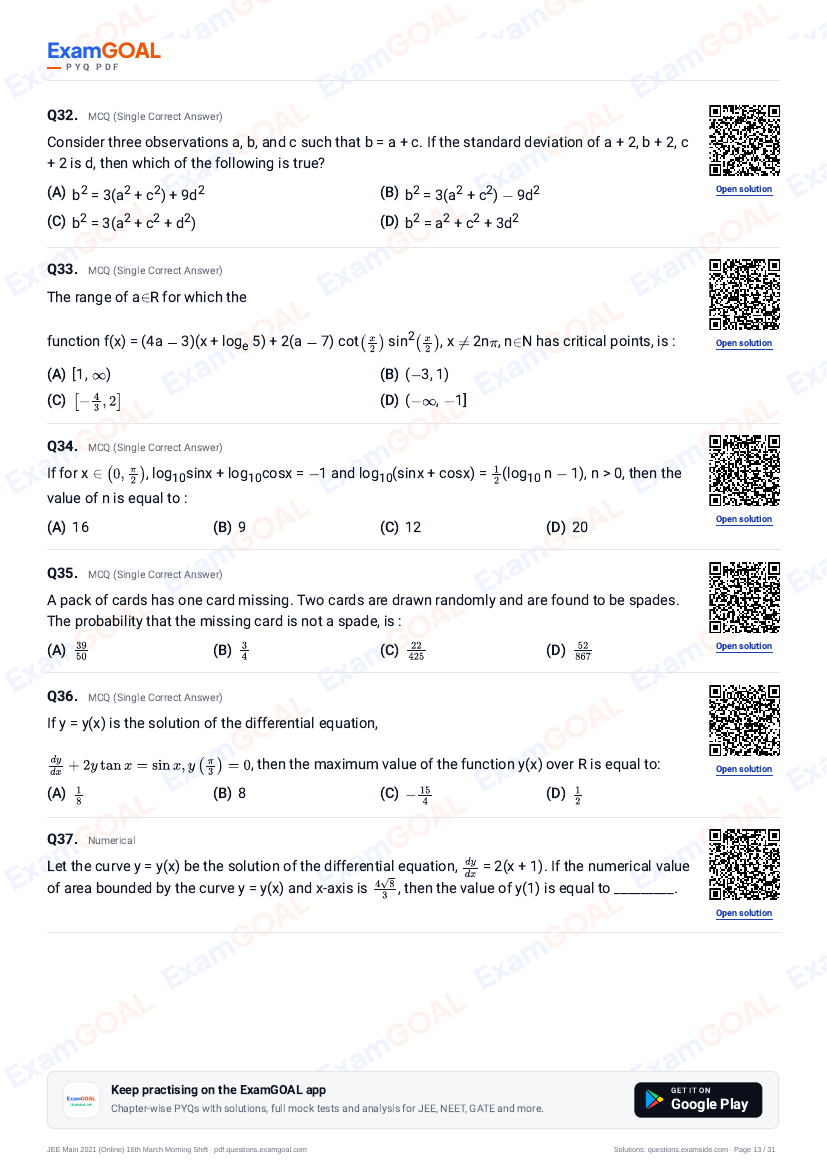 ExamGOAL
PYQ PDF
Q32. MCQ (Single Correct Answer)
Consider three observations a, b, and c such that b = a + c. If the standard deviation of a + 2, b + 2, c
+ 2 is d, then which of the following is true?
(A) b² = 3(a² + c²) + 9d²
(B) b² = 3(a² + c²) − 9d²
(C) b² = 3(a² + c² + d²)
(D) b² = a² + c² + 3d²
Open solution
Q33. MCQ (Single Correct Answer)
The range of a∈R for which the
function f(x) = (4a − 3)(x + logₑ 5) + 2(a − 7) cot(x/2) sin²(x/2), x ≠ 2nπ, n∈N has critical points, is :
(A) [1, ∞)
(B) (−3, 1)
(C) [−4/3, 2]
(D) (−∞, −1]
Open solution
Q34. MCQ (Single Correct Answer)
If for x ∈ (0, π/2), log₁₀sinx + log₁₀cosx = −1 and log₁₀(sinx + cosx) = 1/2(log₁₀ n − 1), n > 0, then the
value of n is equal to :
(A) 16
(B) 9
(C) 12
(D) 20
Open solution
Q35. MCQ (Single Correct Answer)
A pack of cards has one card missing. Two cards are drawn randomly and are found to be spades.
The probability that the missing card is not a spade, is :
(A) 39/50
(B) 3/4
(C) 22/425
(D) 52/867
Open solution
Q36. MCQ (Single Correct Answer)
If y = y(x) is the solution of the differential equation,
dy/dx + 2y tan x = sin x, y(π/3) = 0, then the maximum value of the function y(x) over R is equal to:
(A) 1/8
(B) 8
(C) −15/4
(D) 1/2
Open solution
Q37. Numerical
Let the curve y = y(x) be the solution of the differential equation, dy/dx = 2(x + 1). If the numerical value
of area bounded by the curve y = y(x) and x-axis is 4√8/3, then the value of y(1) is equal to _________.
Open solution
Keep practising on the ExamGOAL app
Chapter-wise PYQs with solutions, full mock tests and analysis for JEE, NEET, GATE and more.
GET IT ON
Google Play
JEE Main 2021 (Online) 16th March Morning Shift · pdf.questions.examgoal.com
Solutions: questions.examside.com · Page 13 / 31